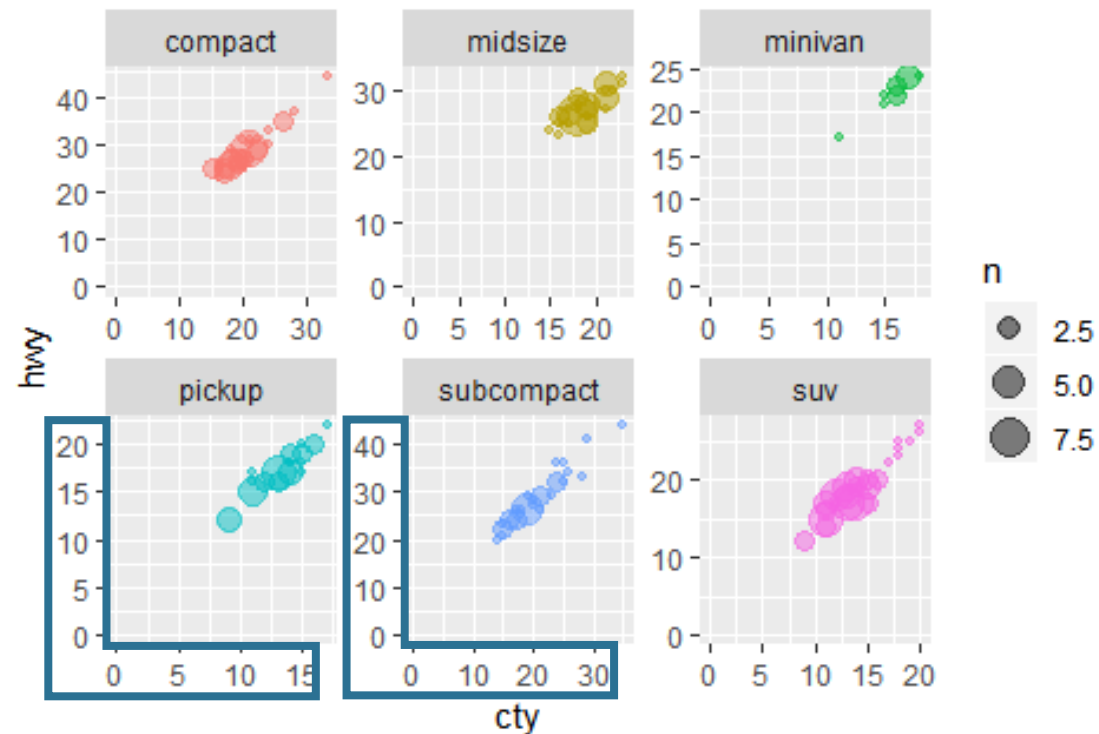 compact midsize minivan
40 30 25
30 20 20
20 10 15
10 0 10
0 5
0
0 10 20 30 0 5 10 15 20 0 5 10 15
hwy
n
2.5
5.0
7.5
pickup subcompact suv
20 40 20
15 30 10
10 20 0
5 10
0 0
0 5 10 15 0 10 20 30 0 5 10 15 20
cty